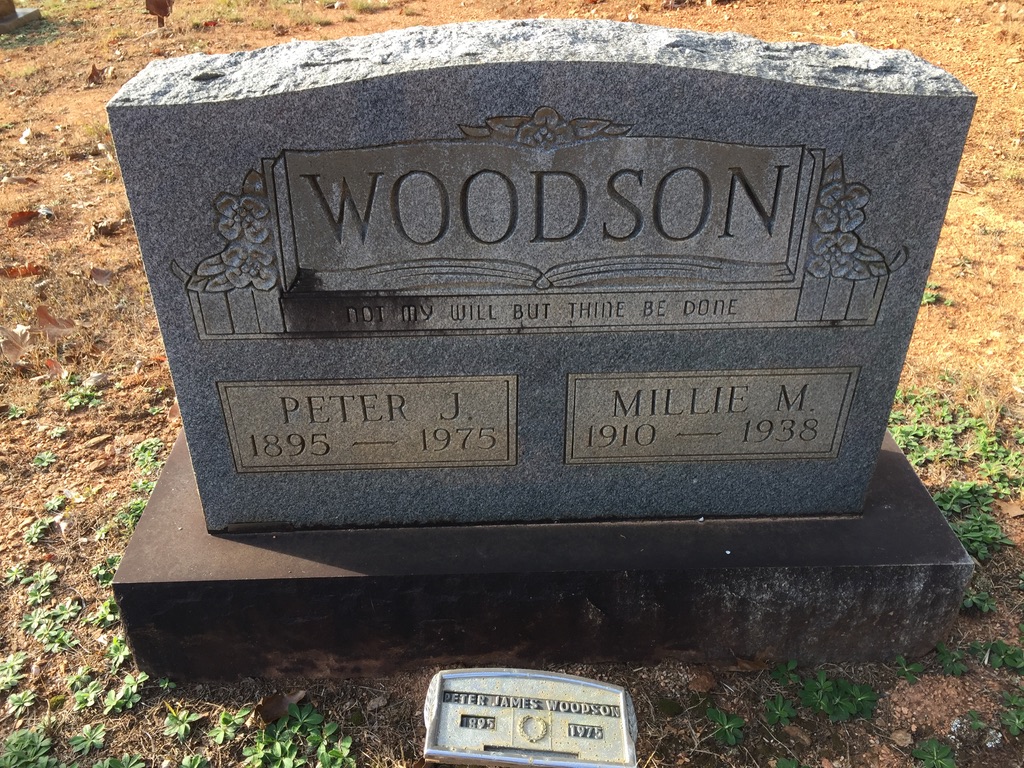 WOODSON
NOT MY WILL BUT THINE BE DONE
PETER J.
1895 — 1975
MILLIE M.
1910 — 1938
PETER JAMES WOODSON
1895 1975